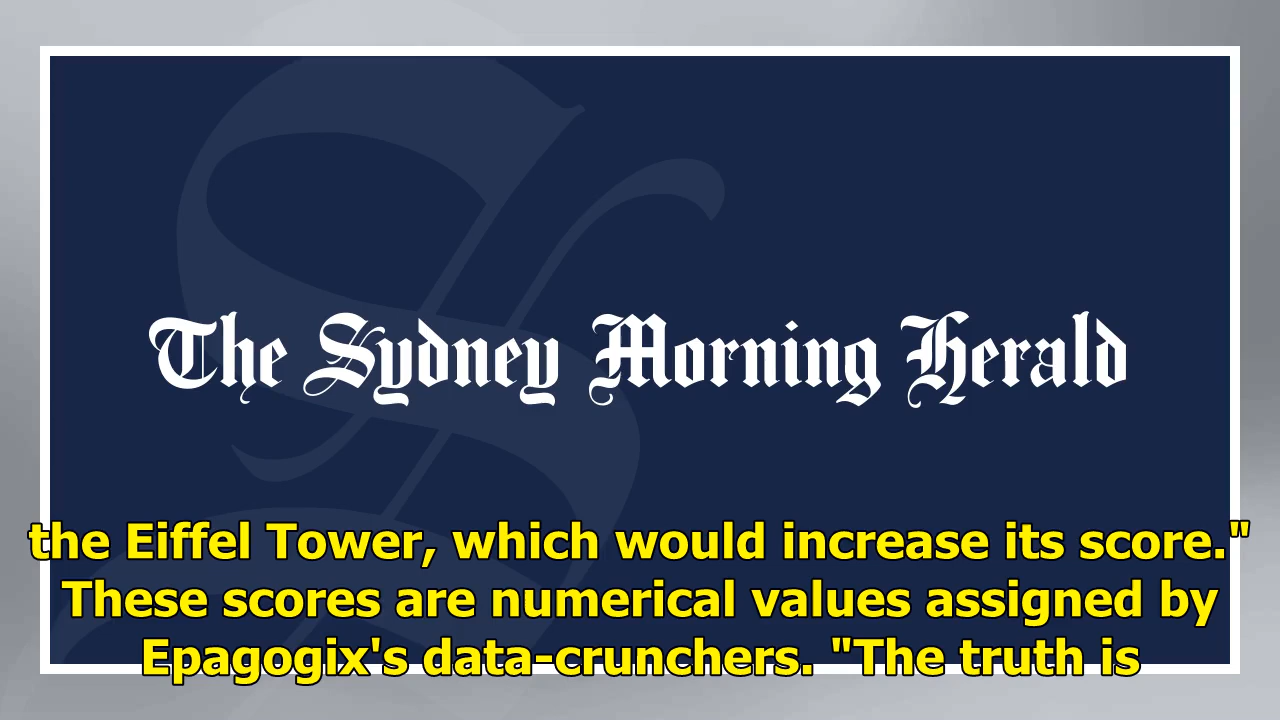 The Sydney Morning Herald
the Eiffel Tower, which would increase its score."
These scores are numerical values assigned by
Epagogix's data-crunchers. "The truth is